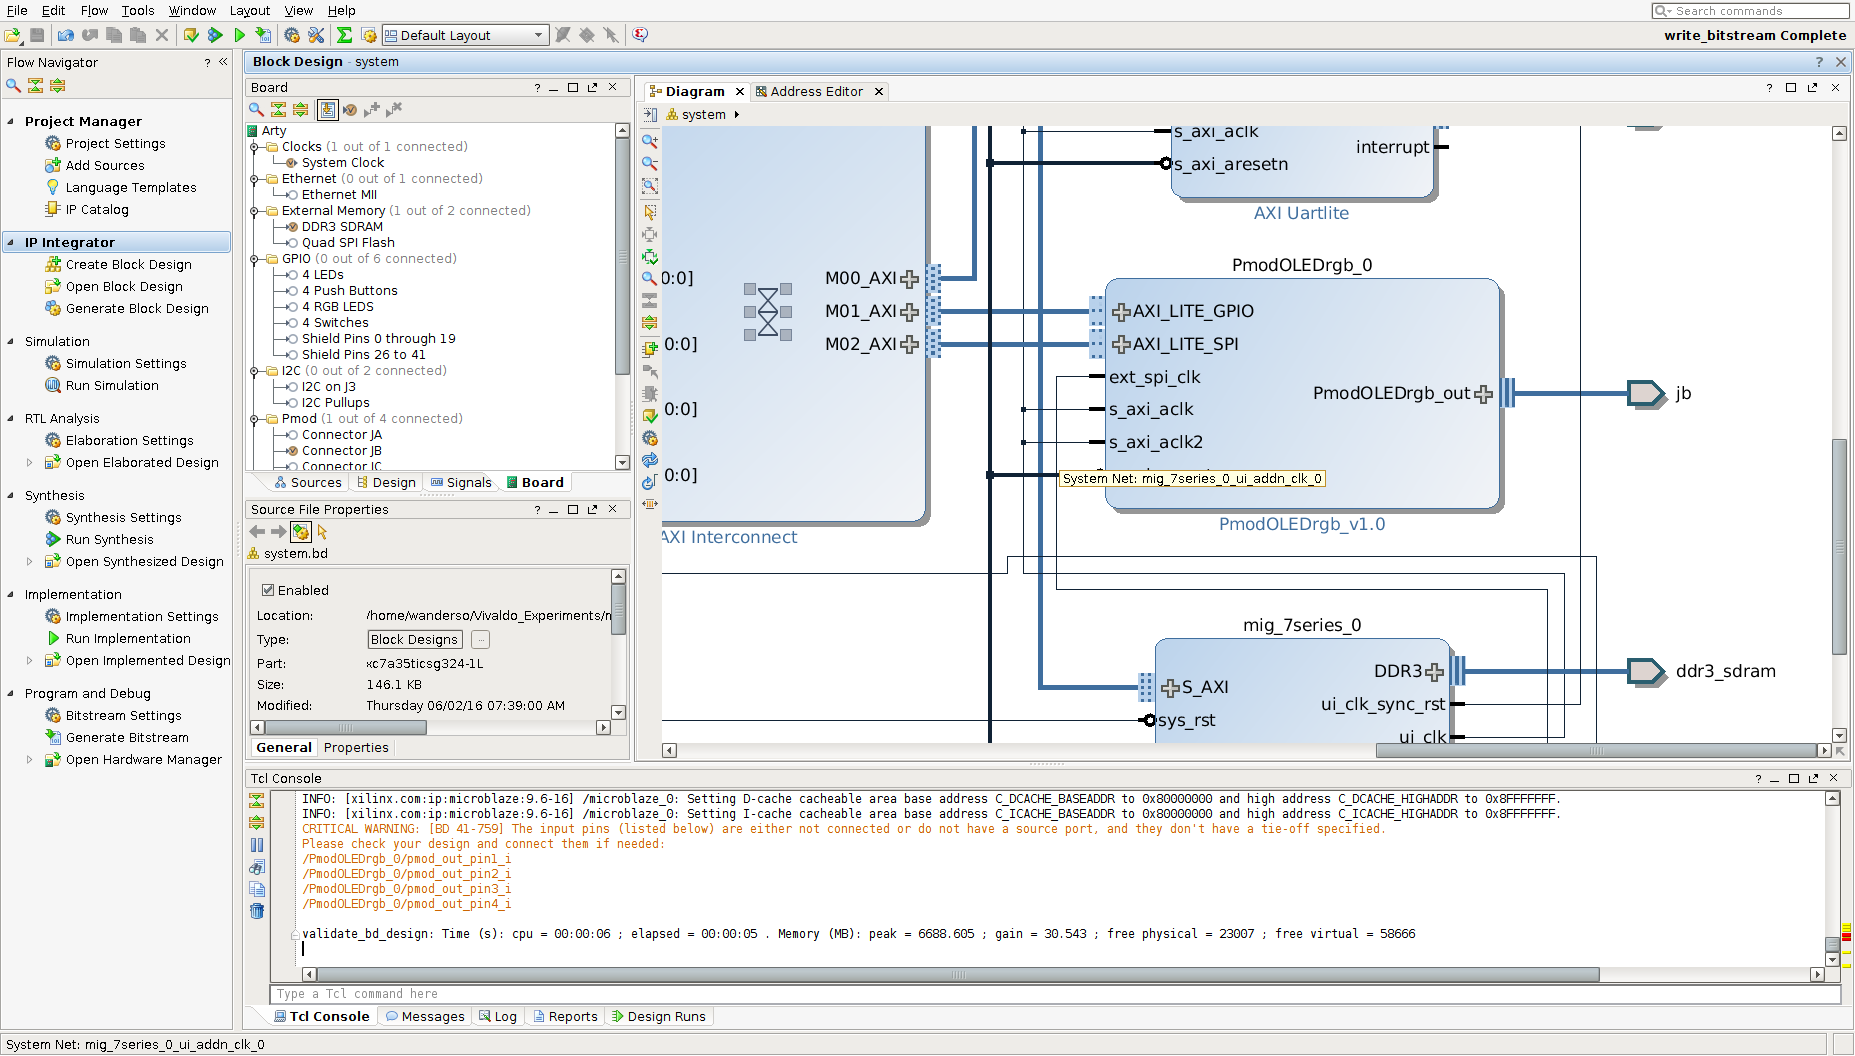 File Edit Flow Tools Window Layout View Help
Search commands
Default Layout
write_bitstream Complete
Flow Navigator
Project Manager
Project Settings
Add Sources
Language Templates
IP Catalog
IP Integrator
Create Block Design
Open Block Design
Generate Block Design
Simulation
Simulation Settings
Run Simulation
RTL Analysis
Elaboration Settings
Open Elaborated Design
Synthesis
Synthesis Settings
Run Synthesis
Open Synthesized Design
Implementation
Implementation Settings
Run Implementation
Open Implemented Design
Program and Debug
Bitstream Settings
Generate Bitstream
Open Hardware Manager
Block Design - system
Board
Arty
Clocks (1 out of 1 connected)
System Clock
Ethernet (0 out of 1 connected)
Ethernet MII
External Memory (1 out of 2 connected)
DDR3 SDRAM
Quad SPI Flash
GPIO (0 out of 6 connected)
4 LEDs
4 Push Buttons
4 RGB LEDS
4 Switches
Shield Pins 0 through 19
Shield Pins 26 to 41
I2C (0 out of 2 connected)
I2C on J3
I2C Pullups
Pmod (1 out of 4 connected)
Connector JA
Connector JB
Connector JC
Sources Design Signals Board
Source File Properties
system.bd
Enabled
Location: /home/wanderso/Vivaldo_Experiments/
Type: Block Designs ...
Part: xc7a35ticsg324-1L
Size: 146.1 KB
Modified: Thursday 06/02/16 07:39:00 AM
General Properties
Diagram Address Editor
system
s_axi_aclk
s_axi_aresetn
interrupt
AXI Uartlite
0:0]
0:0]
0:0]
0:0]
M00_AXI
M01_AXI
M02_AXI
AXI Interconnect
PmodOLEDrgb_0
AXI_LITE_GPIO
AXI_LITE_SPI
ext_spi_clk
s_axi_aclk
s_axi_aclk2
PmodOLEDrgb_out
jb
System Net: mig_7series_0_ui_addn_clk_0
PmodOLEDrgb_v1.0
mig_7series_0
S_AXI
sys_rst
DDR3
ui_clk_sync_rst
ui_clk
ddr3_sdram
Tcl Console
INFO: [xilinx.com:ip:microblaze:9.6-16] /microblaze_0: Setting D-cache cacheable area base address C_DCACHE_BASEADDR to 0x80000000 and high address C_DCACHE_HIGHADDR to 0x8FFFFFFF.
INFO: [xilinx.com:ip:microblaze:9.6-16] /microblaze_0: Setting I-cache cacheable area base address C_ICACHE_BASEADDR to 0x80000000 and high address C_ICACHE_HIGHADDR to 0x8FFFFFFF.
CRITICAL WARNING: [BD 41-759] The input pins (listed below) are either not connected or do not have a source port, and they don't have a tie-off specified.
Please check your design and connect them if needed:
/PmodOLEDrgb_0/pmod_out_pin1_i
/PmodOLEDrgb_0/pmod_out_pin2_i
/PmodOLEDrgb_0/pmod_out_pin3_i
/PmodOLEDrgb_0/pmod_out_pin4_i
validate_bd_design: Time (s): cpu = 00:00:06 ; elapsed = 00:00:05 . Memory (MB): peak = 6688.605 ; gain = 30.543 ; free physical = 23007 ; free virtual = 58666
Type a Tcl command here
Tcl Console Messages Log Reports Design Runs
System Net: mig_7series_0_ui_addn_clk_0